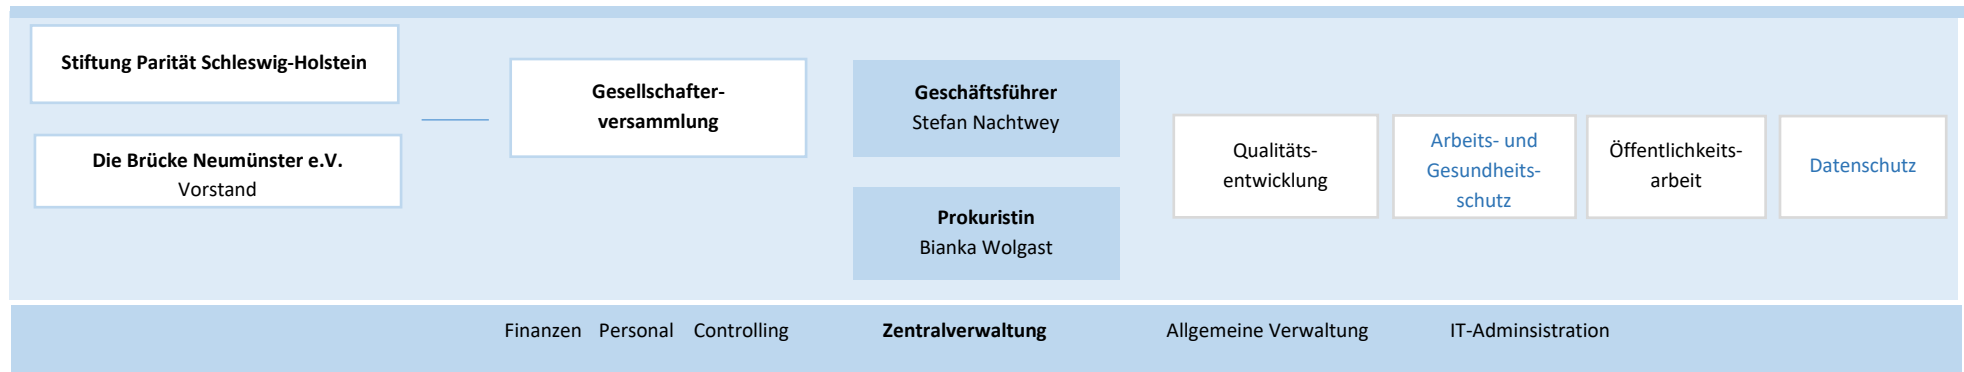 Stiftung Parität Schleswig-Holstein
Die Brücke Neumünster e.V.
Vorstand
Gesellschafter-
versammlung
Geschäftsführer
Stefan Nachtwey
Prokuristin
Bianka Wolgast
Qualitäts-
entwicklung
Arbeits- und
Gesundheits-
schutz
Öffentlichkeits-
arbeit
Datenschutz
Finanzen Personal Controlling Zentralverwaltung Allgemeine Verwaltung IT-Adminsistration